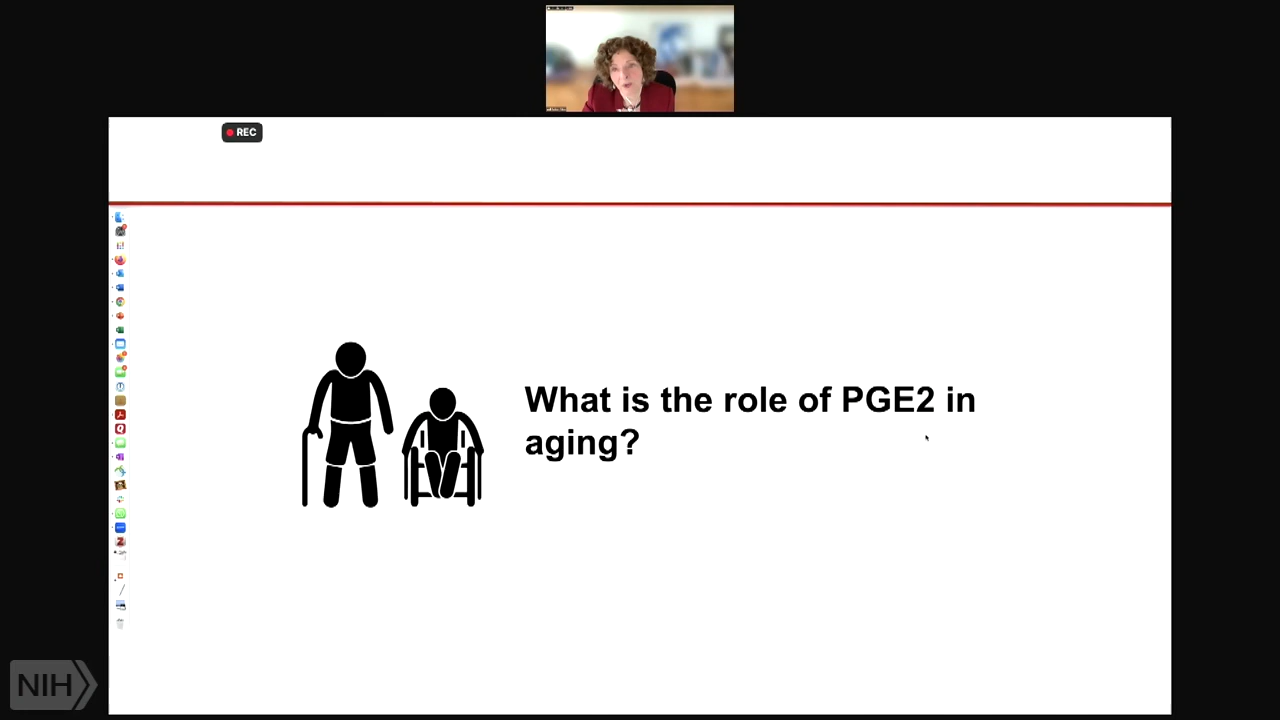 REC
What is the role of PGE2 in
aging?
NIH